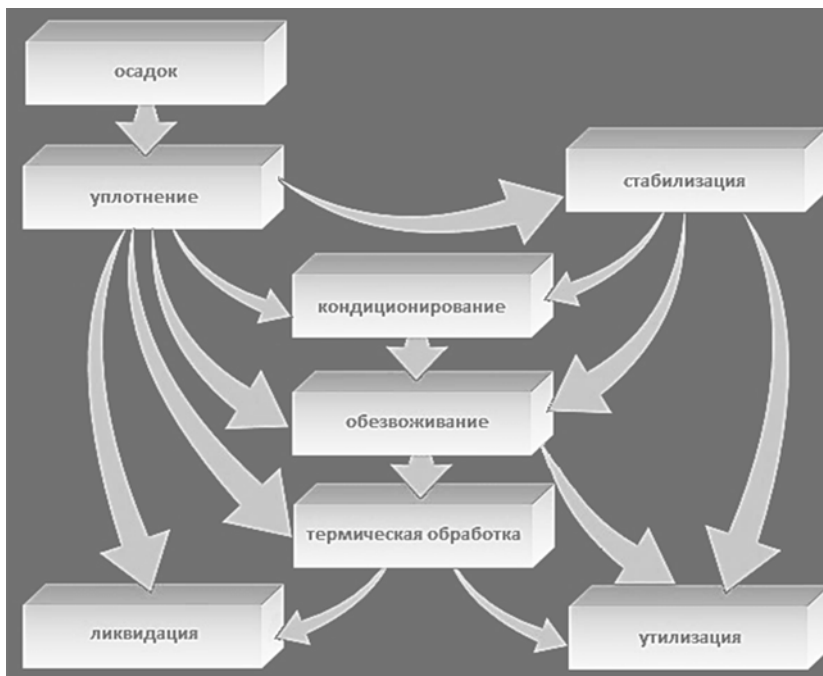 осадок
уплотнение
стабилизация
кондиционирование
обезвоживание
термическая обработка
ликвидация
утилизация